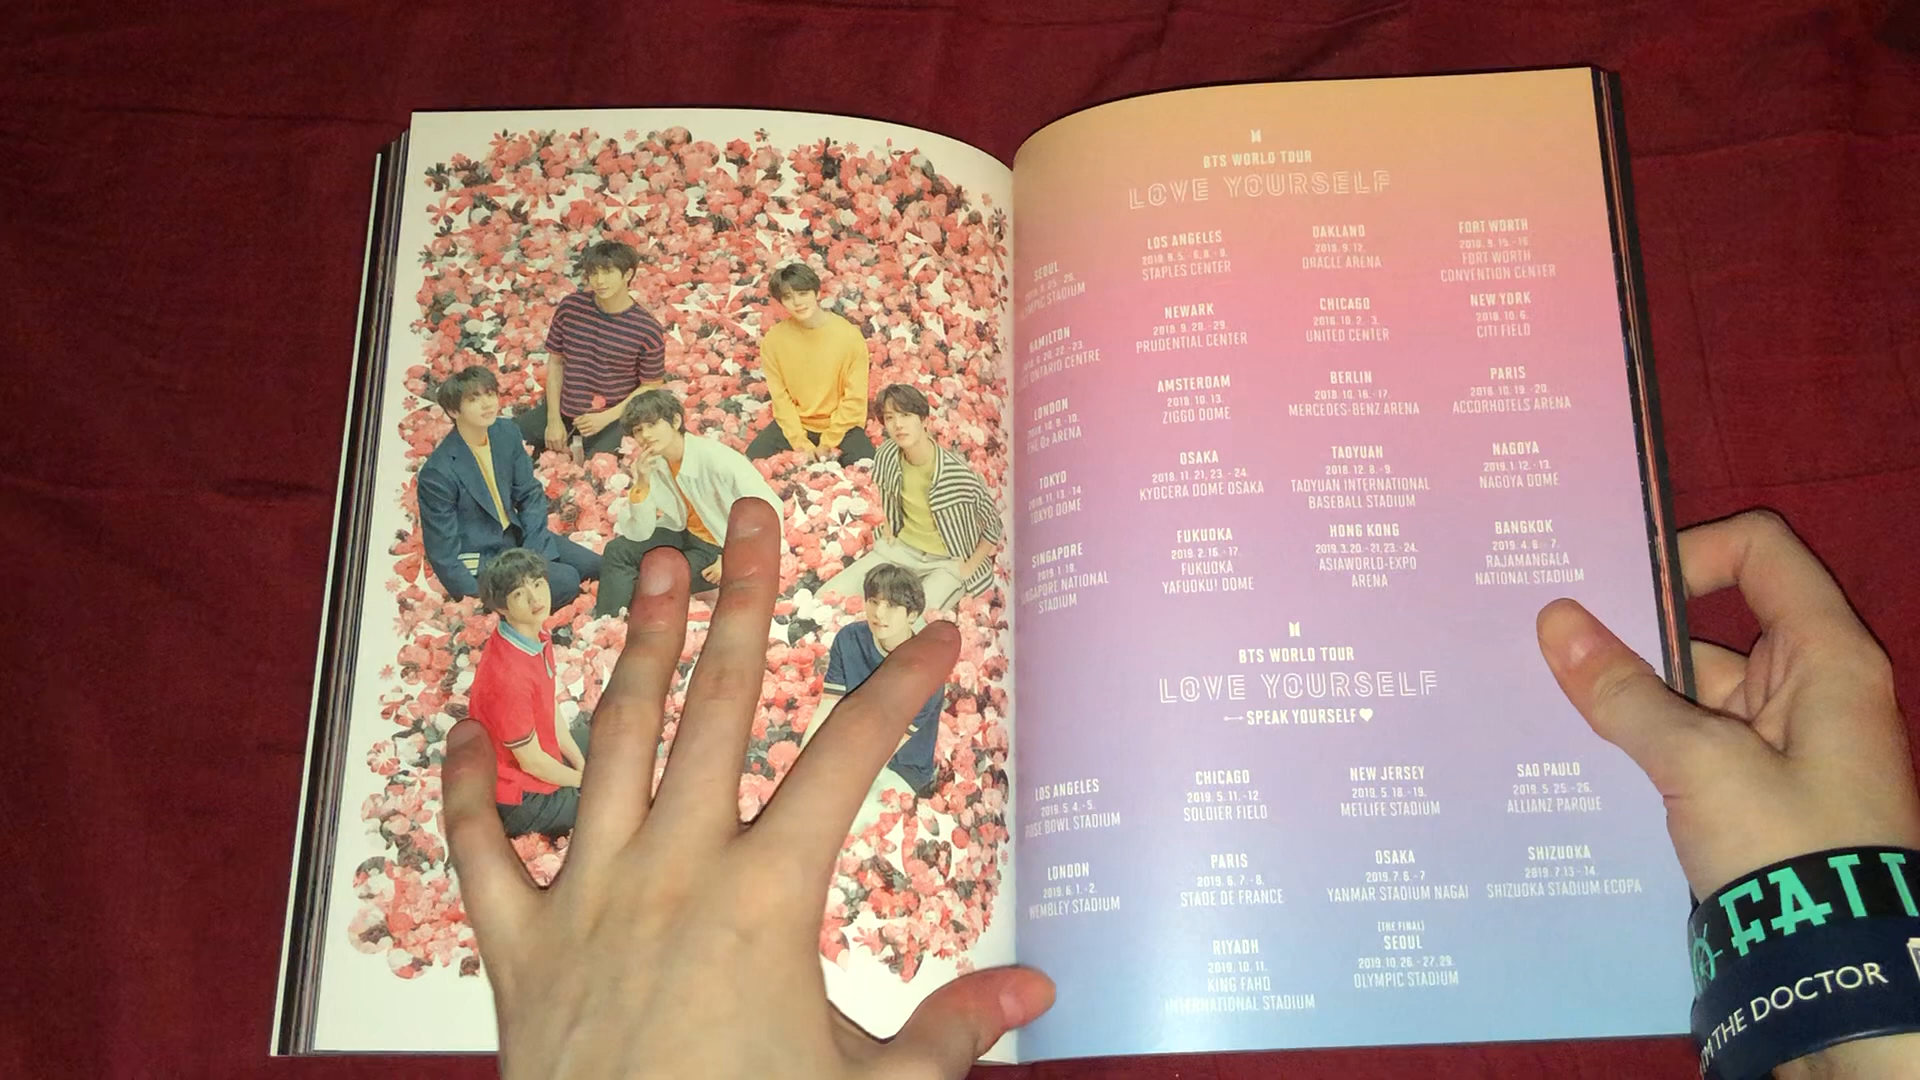 BTS WORLD TOUR
LOVE YOURSELF
SEOUL
STADIUM
LOS ANGELES
2018. 9. 5. - 6, 8. - 9.
STAPLES CENTER
OAKLAND
2018. 9. 12.
ORACLE ARENA
FORT WORTH
2018. 9. 15. - 16.
FORT WORTH
CONVENTION CENTER
HAMILTON
ONTARIO CENTRE
NEWARK
2018. 9. 28. - 29.
PRUDENTIAL CENTER
CHICAGO
2018. 10. 2. - 3.
UNITED CENTER
NEW YORK
2018. 10. 6.
CITI FIELD
LONDON
2018. 10. 9. - 10.
THE O2 ARENA
AMSTERDAM
2018. 10. 13.
ZIGGO DOME
BERLIN
2018. 10. 16. - 17.
MERCEDES-BENZ ARENA
PARIS
2018. 10. 19. - 20.
ACCORHOTELS ARENA
TOKYO
2018. 11. 13. - 14
TOKYO DOME
OSAKA
2018. 11. 21, 23. - 24.
KYOCERA DOME OSAKA
TAOYUAN
2018. 12. 8. - 9.
TAOYUAN INTERNATIONAL
BASEBALL STADIUM
NAGOYA
2019. 1. 12. - 13.
NAGOYA DOME
SINGAPORE
2019. 1. 19.
SINGAPORE NATIONAL
STADIUM
FUKUOKA
2019. 2. 16. - 17.
FUKUOKA
YAFUOKU! DOME
HONG KONG
2019. 3. 20. - 21, 23. - 24.
ASIAWORLD-EXPO
ARENA
BANGKOK
2019. 4. 6. - 7.
RAJAMANGALA
NATIONAL STADIUM
BTS WORLD TOUR
LOVE YOURSELF
SPEAK YOURSELF
LOS ANGELES
2019. 5. 4. - 5.
ROSE BOWL STADIUM
CHICAGO
2019. 5. 11. - 12
SOLDIER FIELD
NEW JERSEY
2019. 5. 18. - 19.
METLIFE STADIUM
SAO PAULO
2019. 5. 25. - 26.
ALLIANZ PARQUE
LONDON
2019. 6. 1. - 2.
WEMBLEY STADIUM
PARIS
2019. 6. 7. - 8.
STADE DE FRANCE
OSAKA
2019. 7. 6. - 7
YANMAR STADIUM NAGAI
SHIZUOKA
2019. 7. 13 - 14.
SHIZUOKA STADIUM ECOPA
RIYADH
2019. 10. 11.
KING FAHD
INTERNATIONAL STADIUM
(THE FINAL)
SEOUL
2019. 10. 26. - 27. 29.
OLYMPIC STADIUM
THE DOCTOR